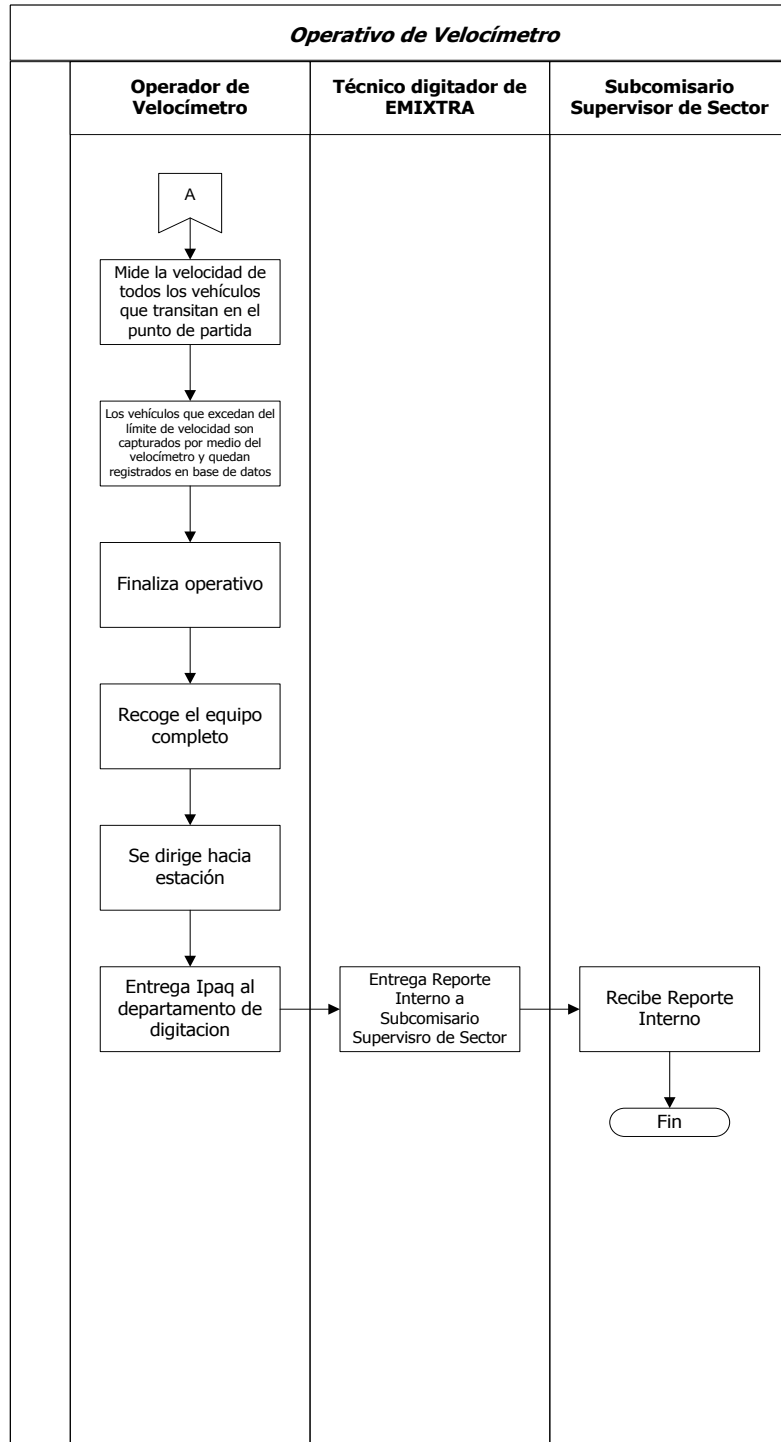 Operativo de Velocímetro
Operador de
Velocímetro
Técnico digitador de
EMIXTRA
Subcomisario
Supervisor de Sector
A
Mide la velocidad de
todos los vehículos
que transitan en el
punto de partida
Los vehículos que excedan del
límite de velocidad son
capturados por medio del
velocímetro y quedan
registrados en base de datos
Finaliza operativo
Recoge el equipo
completo
Se dirige hacia
estación
Entrega Ipaq al
departamento de
digitacion
Entrega Reporte
Interno a
Subcomisario
Supervisro de Sector
Recibe Reporte
Interno
Fin